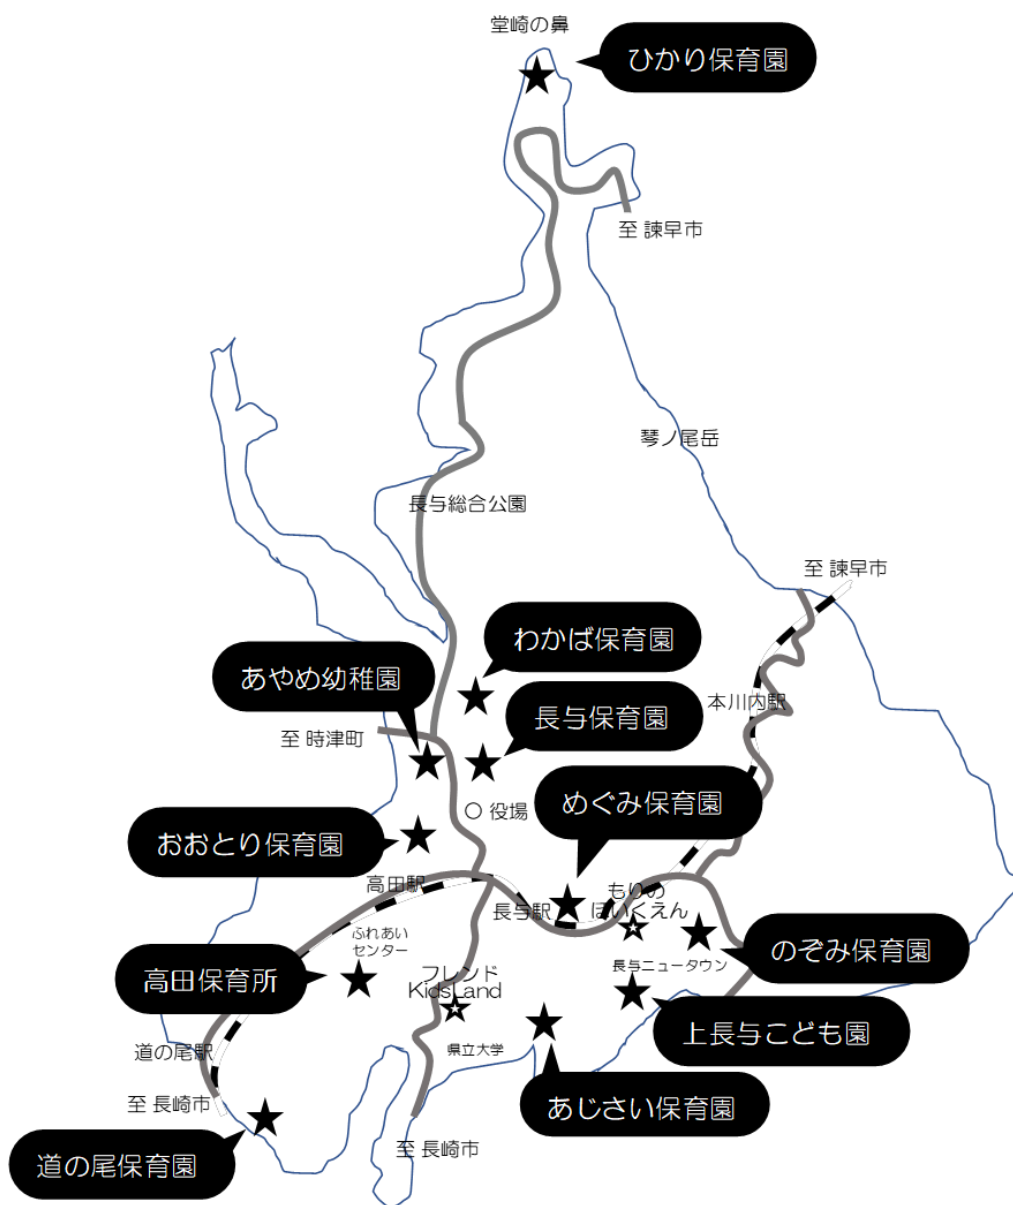 堂崎の鼻
ひかり保育園
至 諫早市
琴ノ尾岳
長与総合公園
至 諫早市
わかば保育園
あやめ幼稚園
本川内駅
長与保育園
至 時津町
めぐみ保育園
○ 役場
おおとり保育園
高田駅
もりの
ほいくえん
長与駅
ふれあい
センター
のぞみ保育園
長与ニュータウン
高田保育所
フレンド
KidsLand
上長与こども園
県立大学
道の尾駅
至 長崎市
あじさい保育園
至 長崎市
道の尾保育園